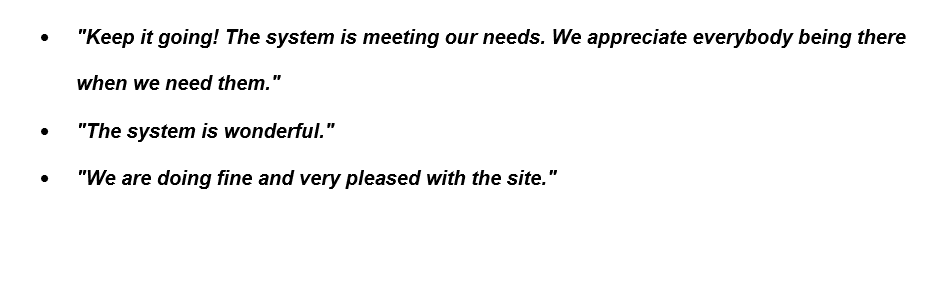 • "Keep it going! The system is meeting our needs. We appreciate everybody being there
when we need them."
• "The system is wonderful."
• "We are doing fine and very pleased with the site."